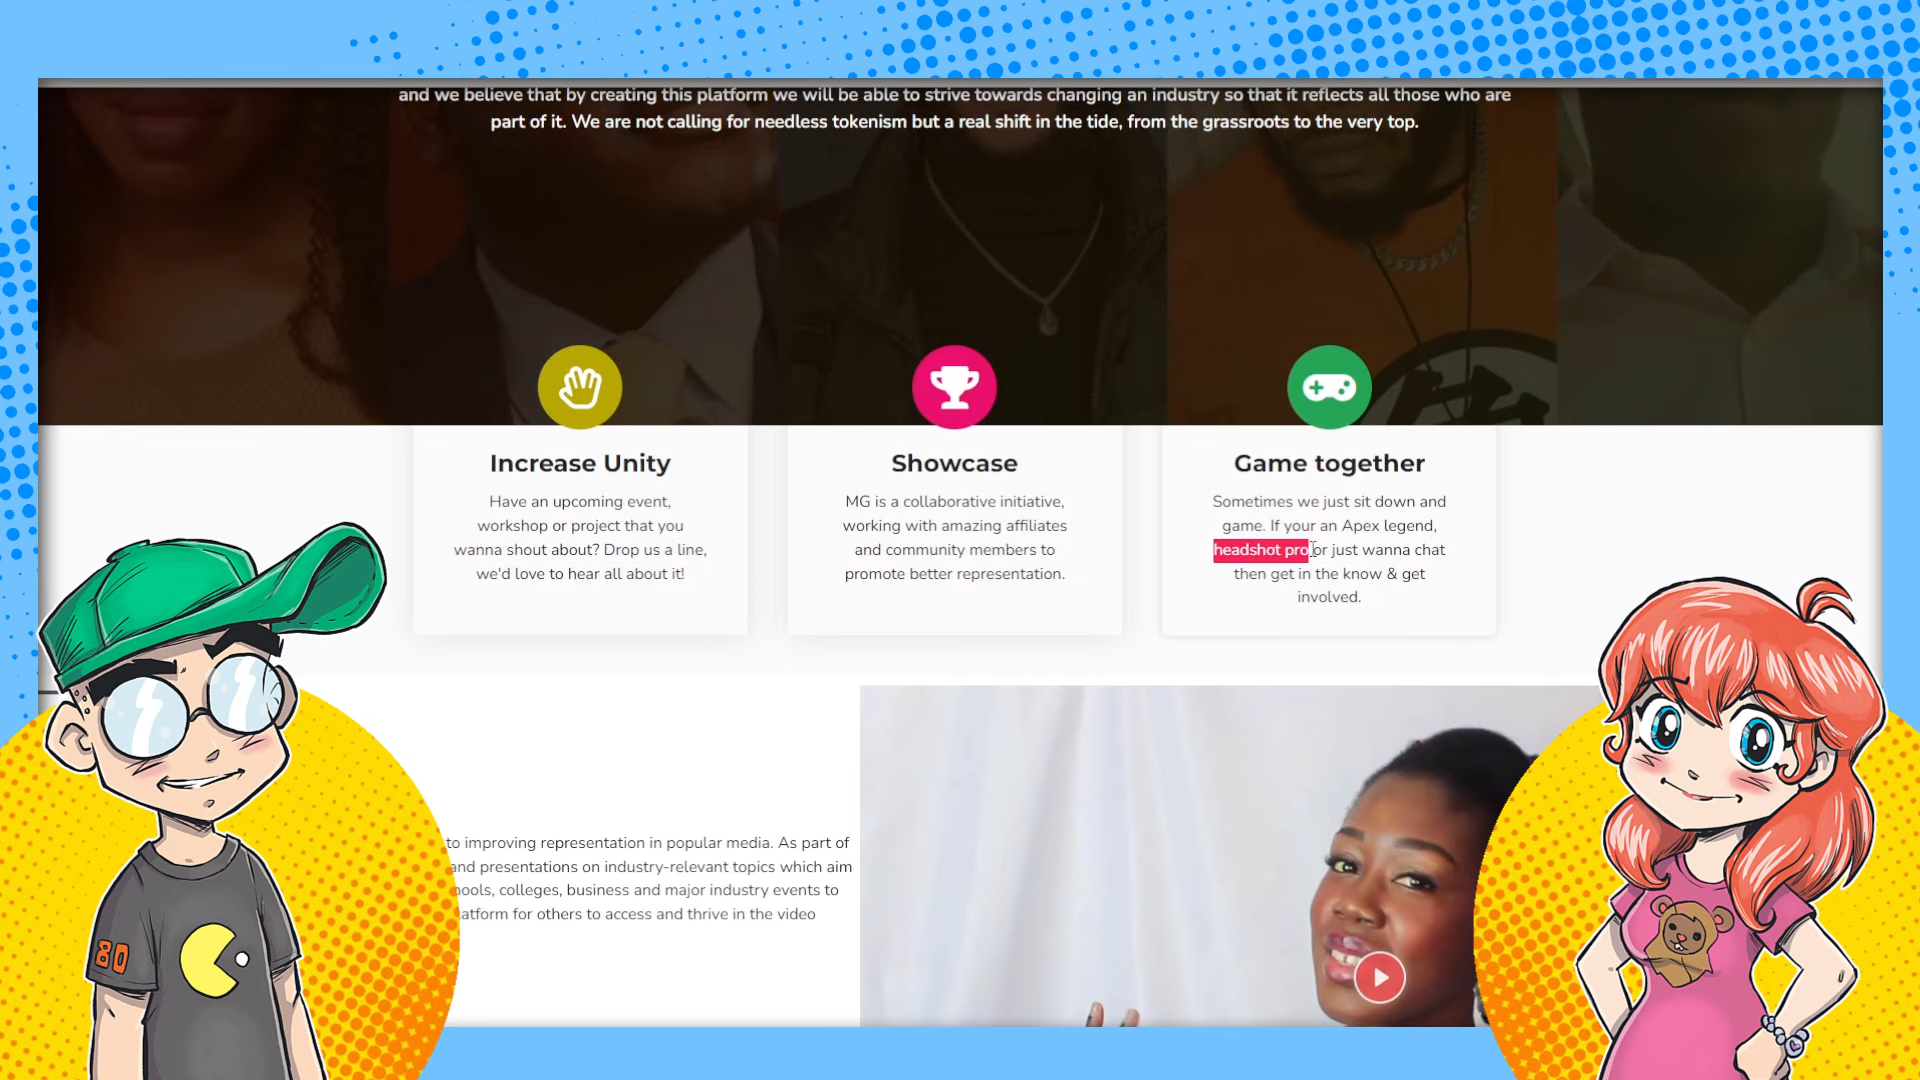 and we believe that by creating this platform we will be able to strive towards changing an industry so that it reflects all those who are
part of it. We are not calling for needless tokenism but a real shift in the tide, from the grassroots to the very top.
Increase Unity
Have an upcoming event,
workshop or project that you
wanna shout about? Drop us a line,
we'd love to hear all about it!
Showcase
MG is a collaborative initiative,
working with amazing affiliates
and community members to
promote better representation.
Game together
Sometimes we just sit down and
game. If your an Apex legend,
headshot pro or just wanna chat
then get in the know & get
involved.
to improving representation in popular media. As part of
and presentations on industry-relevant topics which aim
hools, colleges, business and major industry events to
latform for others to access and thrive in the video
80